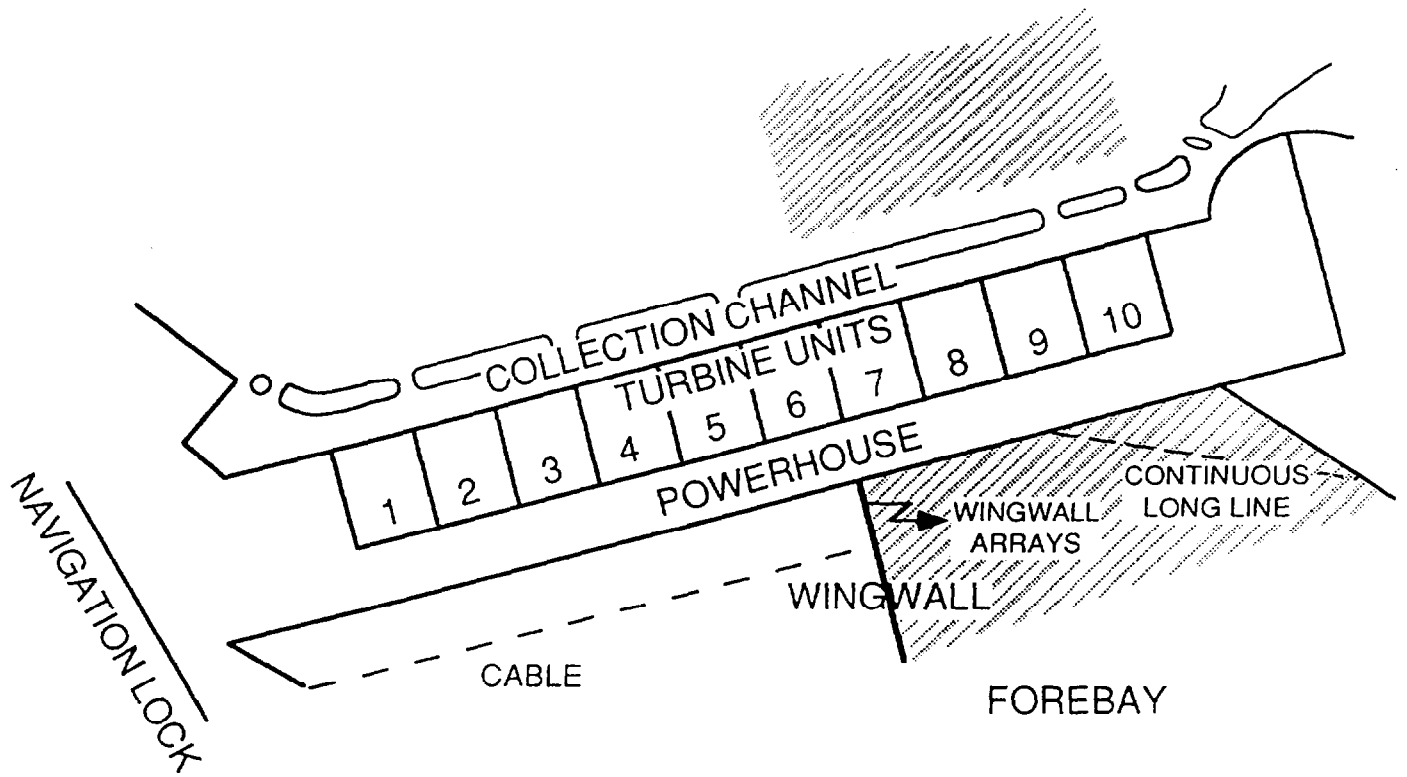 COLLECTION CHANNEL
TURBINE UNITS
1 2 3 4 5 6 7 8 9 10
POWERHOUSE
NAVIGATION LOCK
CONTINUOUS
LONG LINE
WINGWALL
ARRAYS
WINGWALL
CABLE
FOREBAY